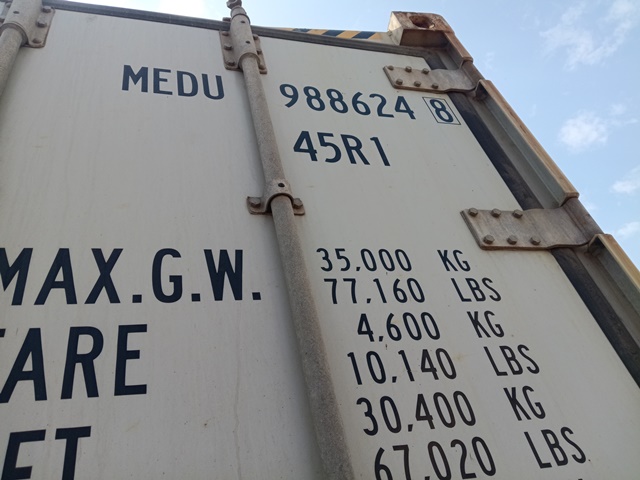 MEDU 988624 8
45R1
MAX.G.W. 35,000 KG
77,160 LBS
TARE 4,600 KG
10,140 LBS
30,400 KG
67,020 LBS